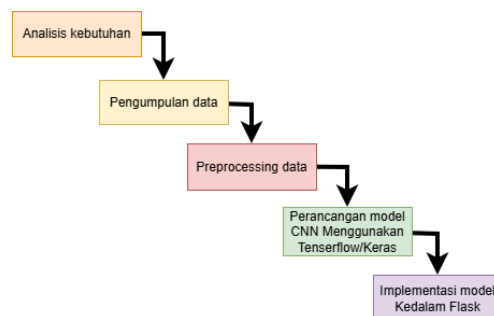 Analisis kebutuhan
Pengumpulan data
Preprocessing data
Perancangan model
CNN Menggunakan
Tenserflow/Keras
Implementasi model
Kedalam Flask